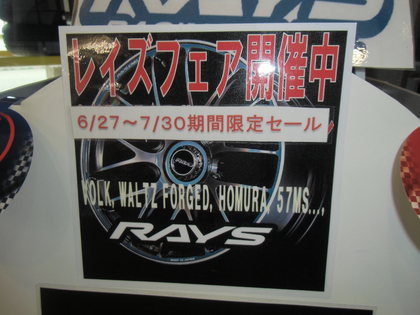 RAYS
レイズフェア開催中
6/27～7/30期間限定セール
VOLK, WALTZ FORGED, HOMURA, 57MS...,
RAYS